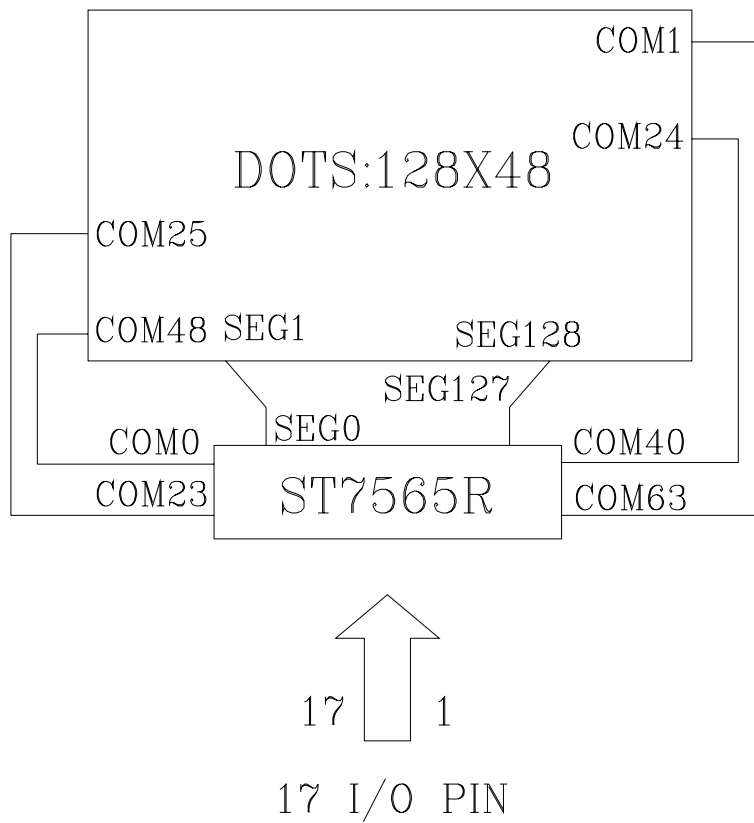 COM1
COM24
DOTS:128X48
COM25
COM48
SEG1
SEG128
SEG127
SEG0
COM0
COM40
COM23
ST7565R
COM63
17 1
17 I/O PIN